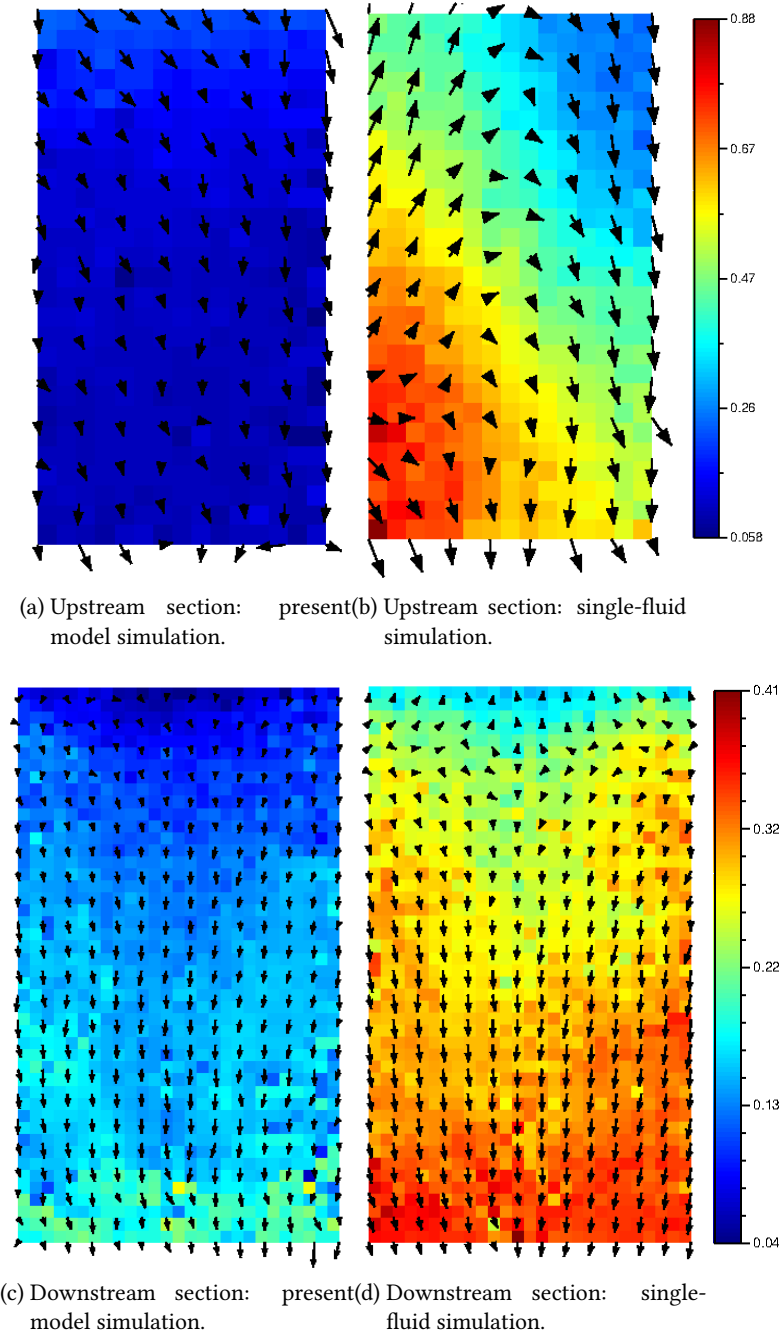 0.88
0.67
0.47
0.26
0.058
(a) Upstream section: present
model simulation.
(b) Upstream section: single-fluid
simulation.
0.41
0.32
0.22
0.13
0.04
(c) Downstream section: present
model simulation.
(d) Downstream section: single-
fluid simulation.